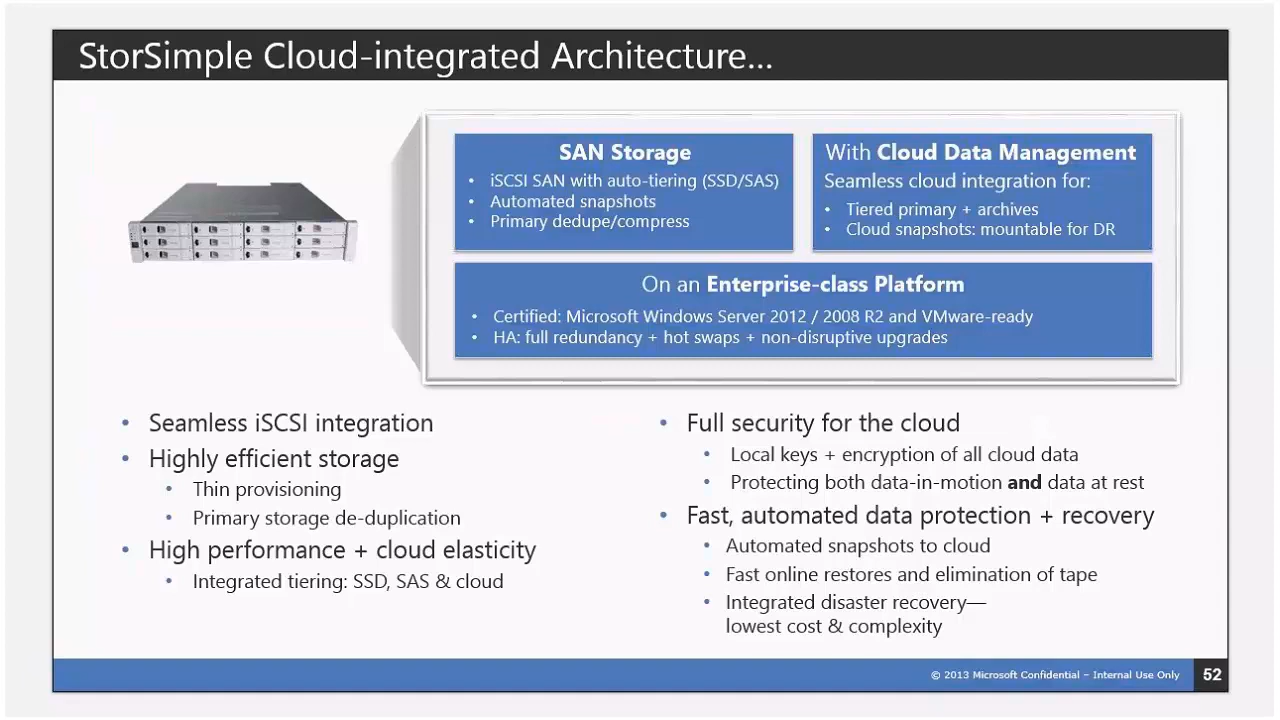 StorSimple Cloud-integrated Architecture...
SAN Storage
• iSCSI SAN with auto-tiering (SSD/SAS)
• Automated snapshots
• Primary dedupe/compress
With Cloud Data Management
Seamless cloud integration for:
• Tiered primary + archives
• Cloud snapshots: mountable for DR
On an Enterprise-class Platform
• Certified: Microsoft Windows Server 2012 / 2008 R2 and VMware-ready
• HA: full redundancy + hot swaps + non-disruptive upgrades
• Seamless iSCSI integration
• Highly efficient storage
• Thin provisioning
• Primary storage de-duplication
• High performance + cloud elasticity
• Integrated tiering: SSD, SAS & cloud
• Full security for the cloud
• Local keys + encryption of all cloud data
• Protecting both data-in-motion and data at rest
• Fast, automated data protection + recovery
• Automated snapshots to cloud
• Fast online restores and elimination of tape
• Integrated disaster recovery—
lowest cost & complexity
© 2013 Microsoft Confidential – Internal Use Only
52